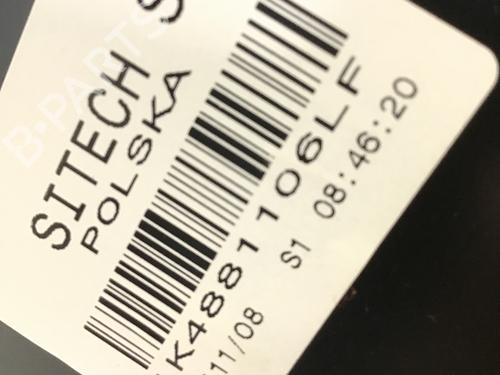 SITECH S
POLSKA
K4881106LF
11/08 S1 08:46:20
B-PARTS